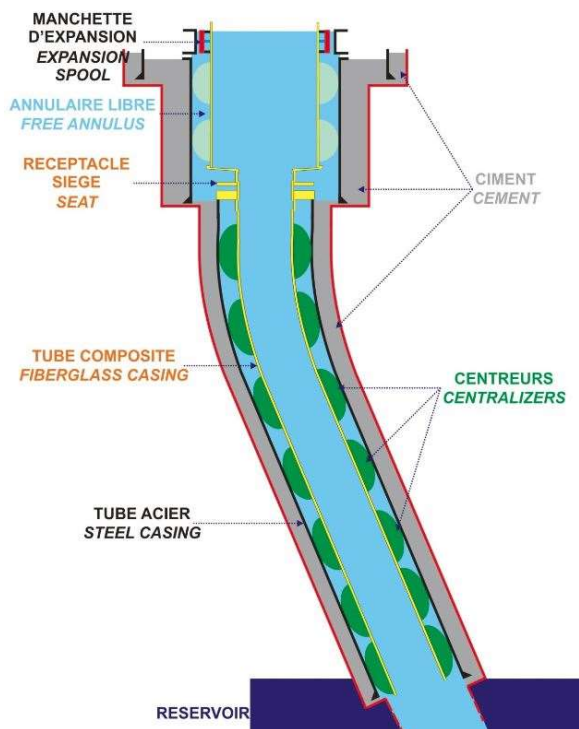 MANCHETTE
D'EXPANSION
EXPANSION
SPOOL
ANNULAIRE LIBRE
FREE ANNULUS
RECEPTACLE
SIEGE
SEAT
CIMENT
CEMENT
TUBE COMPOSITE
FIBERGLASS CASING
CENTREURS
CENTRALIZERS
TUBE ACIER
STEEL CASING
RESERVOIR